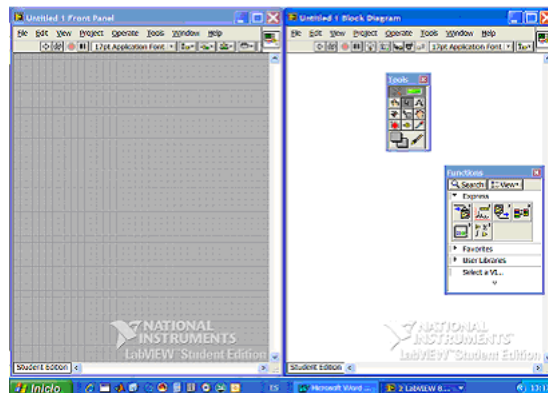 Untitled 1 Front Panel
File Edit View Project Operate Tools Window Help
17pt Application Font
NATIONAL
INSTRUMENTS
LabVIEW Student Edition
Student Edition
Untitled 1 Block Diagram
File Edit View Project Operate Tools Window Help
17pt Application Font
Tools
Functions
Search View
Express
Favorites
User Libraries
Select a VI...
NATIONAL
INSTRUMENTS
LabVIEW Student Edition
Student Edition
Inicio
ES
Microsoft Word ...
2 LabVIEW 8....